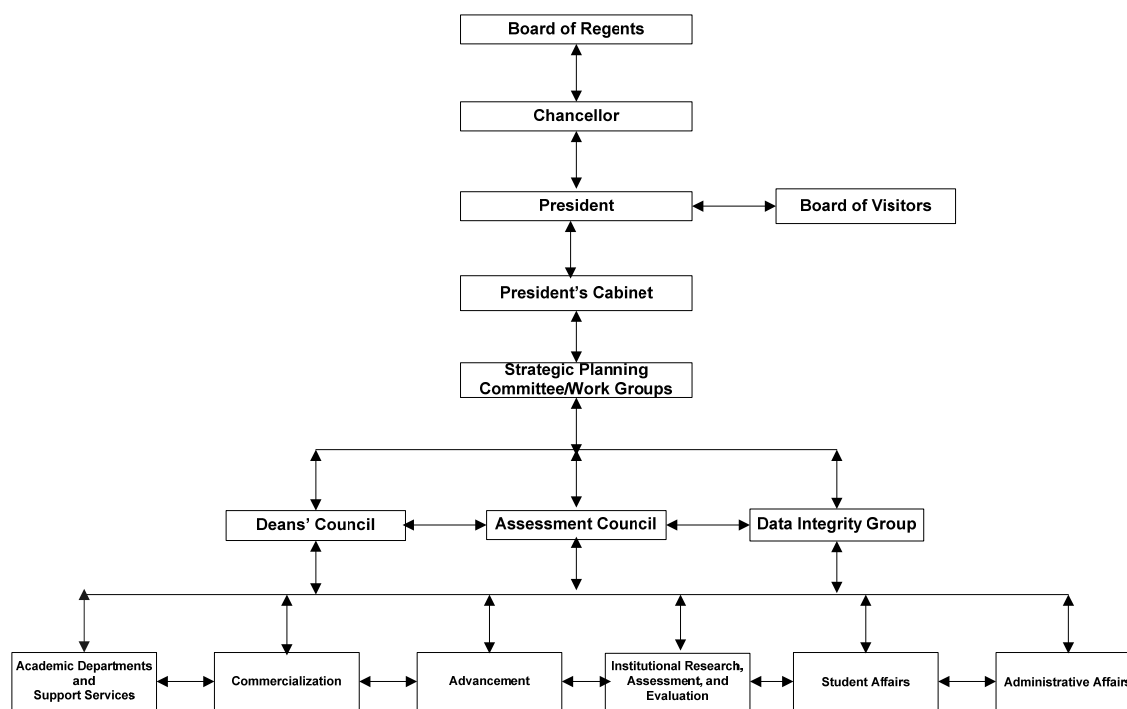 Board of Regents
Chancellor
President
Board of Visitors
President’s Cabinet
Strategic Planning
Committee/Work Groups
Deans’ Council
Assessment Council
Data Integrity Group
Academic Departments
and
Support Services
Commercialization
Advancement
Institutional Research,
Assessment, and
Evaluation
Student Affairs
Administrative Affairs